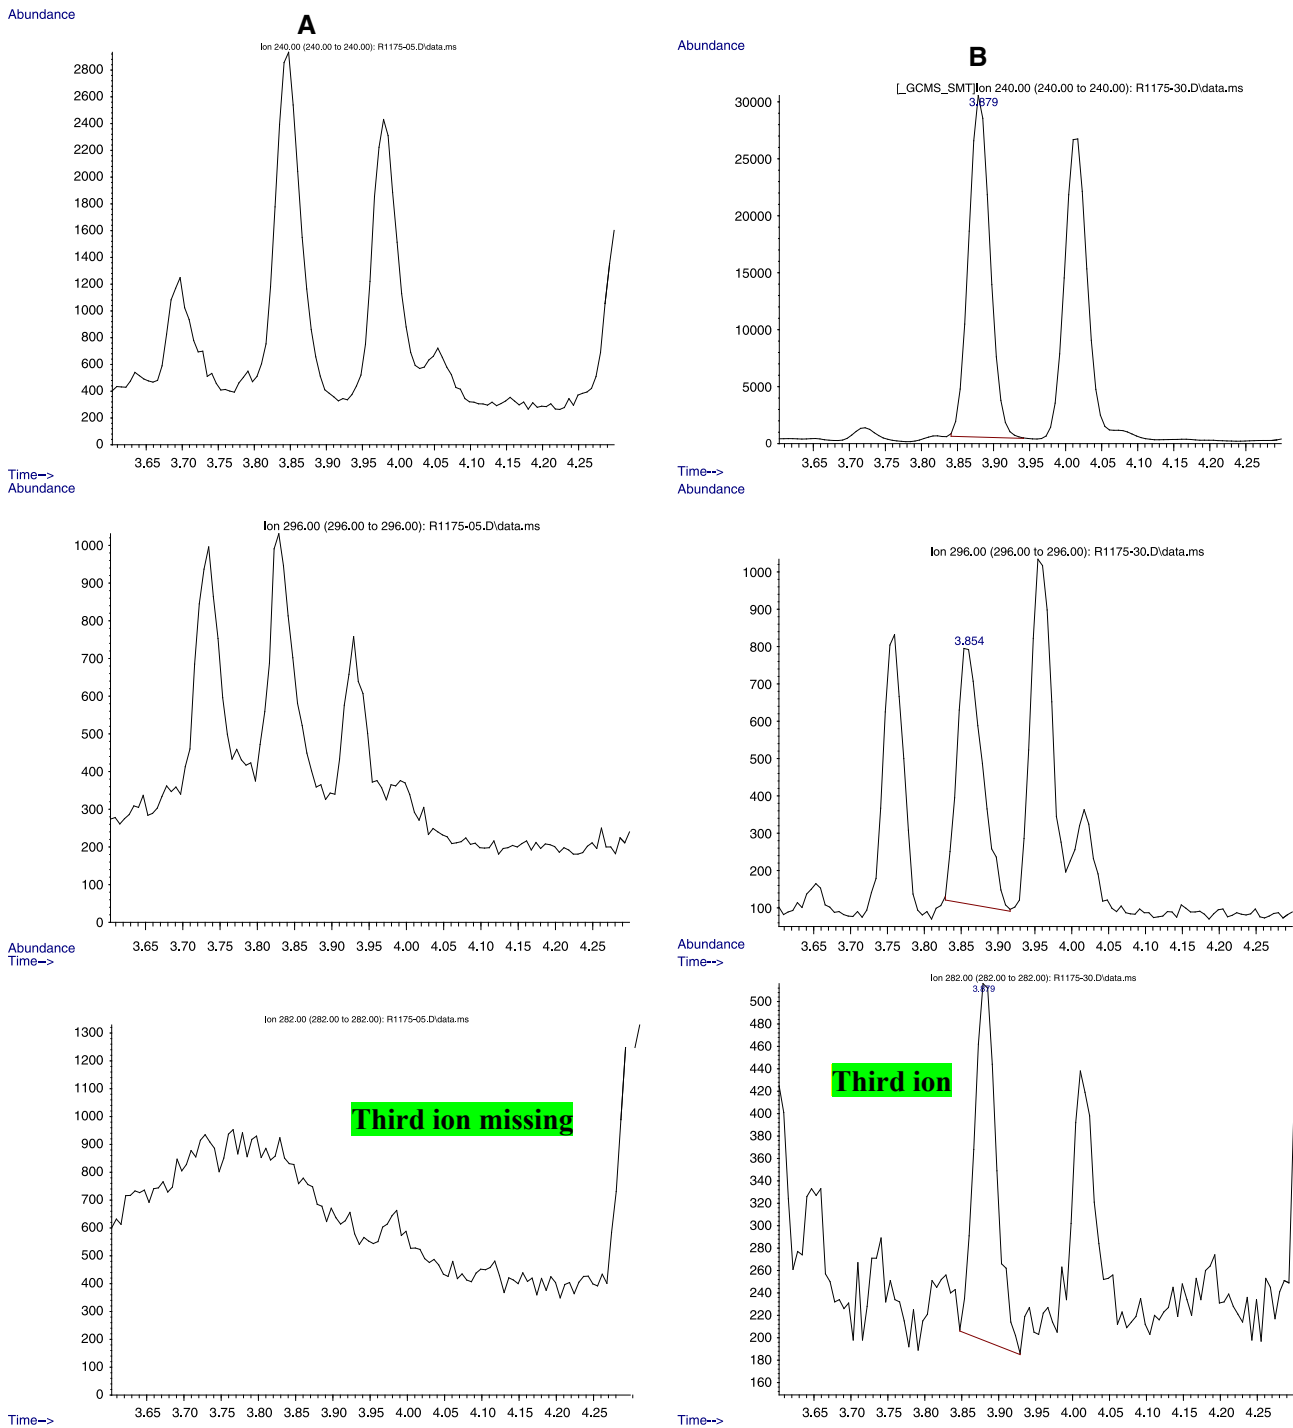 Abundance
A
Ion 240.00 (240.00 to 240.00): R1175-05.D\data.ms
2800
2600
2400
2200
2000
1800
1600
1400
1200
1000
800
600
400
200
0
3.65 3.70 3.75 3.80 3.85 3.90 3.95 4.00 4.05 4.10 4.15 4.20 4.25
Time-->
Abundance
Ion 296.00 (296.00 to 296.00): R1175-05.D\data.ms
1000
900
800
700
600
500
400
300
200
100
0
3.65 3.70 3.75 3.80 3.85 3.90 3.95 4.00 4.05 4.10 4.15 4.20 4.25
Abundance
Time-->
Ion 282.00 (282.00 to 282.00): R1175-05.D\data.ms
1300
1200
1100
Third ion missing
1000
900
800
700
600
500
400
300
200
100
0
3.65 3.70 3.75 3.80 3.85 3.90 3.95 4.00 4.05 4.10 4.15 4.20 4.25
Time-->
Abundance
B
[_GCMS_SMT]Ion 240.00 (240.00 to 240.00): R1175-30.D\data.ms
3.879
30000
25000
20000
15000
10000
5000
0
3.65 3.70 3.75 3.80 3.85 3.90 3.95 4.00 4.05 4.10 4.15 4.20 4.25
Time-->
Abundance
Ion 296.00 (296.00 to 296.00): R1175-30.D\data.ms
1000
900
800
3.854
700
600
500
400
300
200
100
3.65 3.70 3.75 3.80 3.85 3.90 3.95 4.00 4.05 4.10 4.15 4.20 4.25
Abundance
Time-->
Ion 282.00 (282.00 to 282.00): R1175-30.D\data.ms
3.879
500
480
460
440
Third ion
420
400
380
360
340
320
300
280
260
240
220
200
180
160
3.65 3.70 3.75 3.80 3.85 3.90 3.95 4.00 4.05 4.10 4.15 4.20 4.25
Time-->